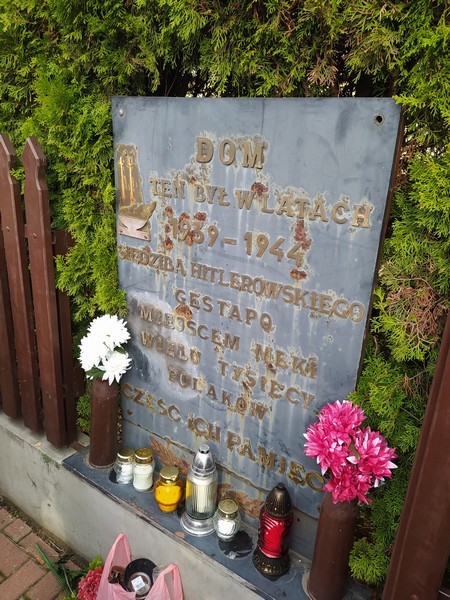 DOM
TEN BYŁ W LATACH
1939-1944
SIEDZIBĄ HITLEROWSKIEGO
GESTAPO
I MIEJSCEM MĘKI
WIELU TYSIĘCY
POLAKÓW
CZEŚĆ ICH PAMIĘCI